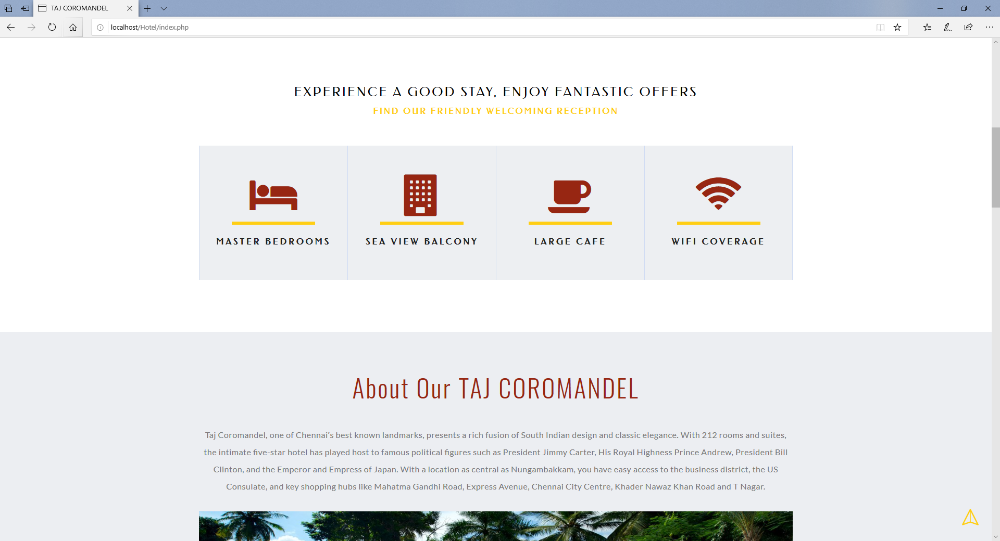 TAJ COROMANDEL
localhost/Hotel/index.php
EXPERIENCE A GOOD STAY, ENJOY FANTASTIC OFFERS
FIND OUR FRIENDLY WELCOMING RECEPTION
MASTER BEDROOMS
SEA VIEW BALCONY
LARGE CAFE
WIFI COVERAGE
About Our TAJ COROMANDEL
Taj Coromandel, one of Chennai’s best known landmarks, presents a rich fusion of South Indian design and classic elegance. With 212 rooms and suites,
the intimate five-star hotel has played host to famous political figures such as President Jimmy Carter, His Royal Highness Prince Andrew, President Bill
Clinton, and the Emperor and Empress of Japan. With a location as central as Nungambakkam, you have easy access to the business district, the US
Consulate, and key shopping hubs like Mahatma Gandhi Road, Express Avenue, Chennai City Centre, Khader Nawaz Khan Road and T Nagar.